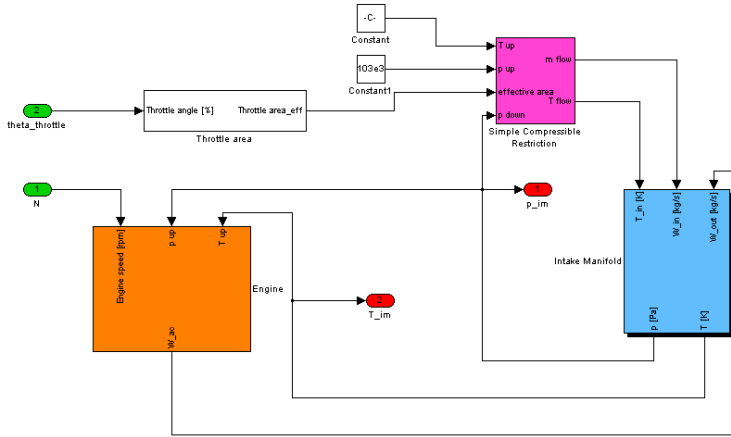 -C-
Constant
103e3
Constant1
T up
p up
effective area
p down
m flow
T flow
Simple Compressible
Restriction
2
theta_throttle
Throttle angle [%]
Throttle area_eff
Throttle area
1
N
1
p_im
Engine speed [rpm]
p up
T up
W_ac
Engine
2
T_im
Intake Manifold
T_in [K]
W_in [kg/s]
W_out [kg/s]
p [Pa]
T [K]